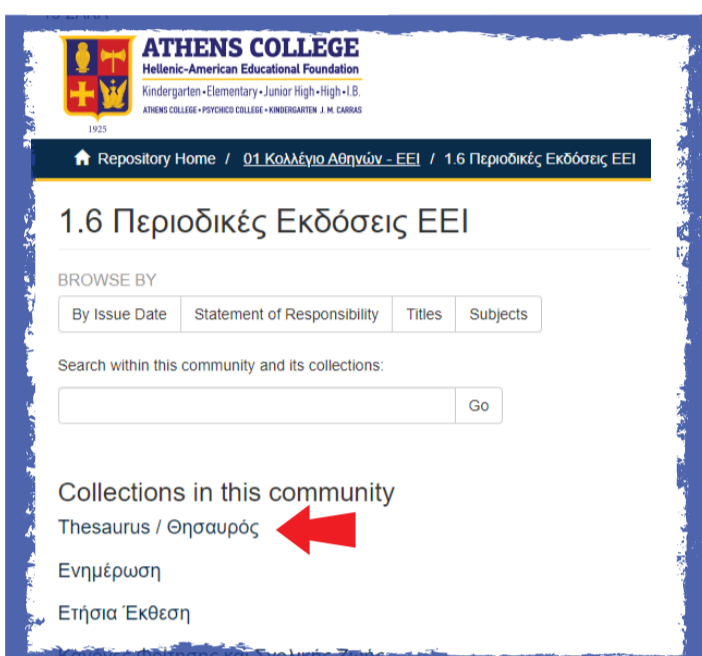 ATHENS COLLEGE
Hellenic-American Educational Foundation
Kindergarten • Elementary • Junior High • High • I.B.
ATHENS COLLEGE • PSYCHICO COLLEGE • KINDERGARTEN J. M. CARRAS
1925
Repository Home / 01 Κολλέγιο Αθηνών - ΕΕΙ / 1.6 Περιοδικές Εκδόσεις ΕΕΙ
1.6 Περιοδικές Εκδόσεις ΕΕΙ
BROWSE BY
By Issue Date Statement of Responsibility Titles Subjects
Search within this community and its collections:
Go
Collections in this community
Thesaurus / Θησαυρός
Ενημέρωση
Ετήσια Έκθεση